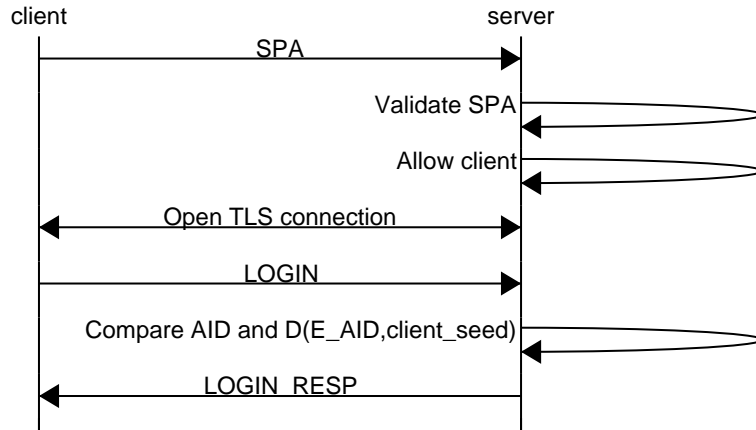 client
server
SPA
Validate SPA
Allow client
Open TLS connection
LOGIN
Compare AID and D(E_AID,client_seed)
LOGIN_RESP